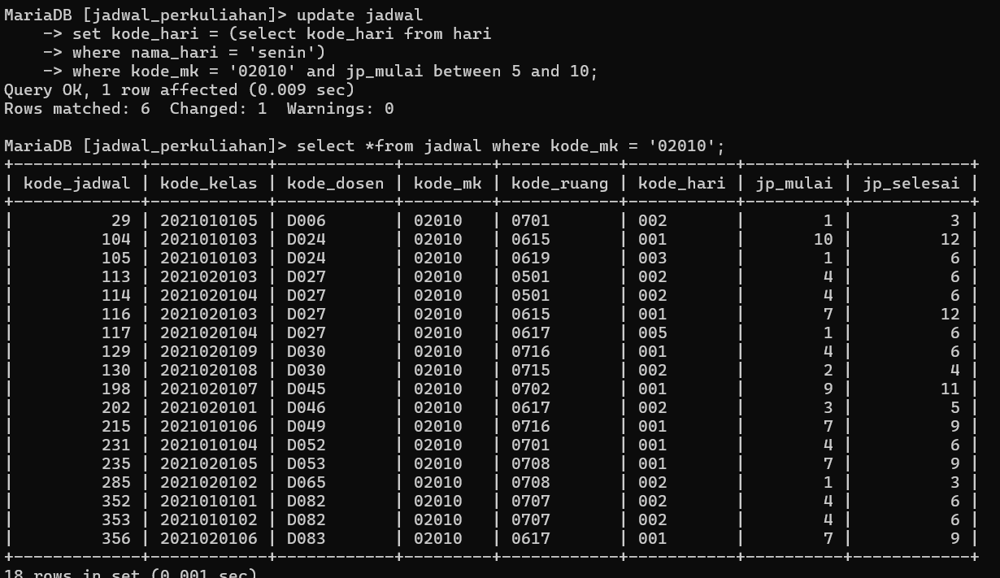 MariaDB [jadwal_perkuliahan]> update jadwal
    -> set kode_hari = (select kode_hari from hari
    -> where nama_hari = 'senin')
    -> where kode_mk = '02010' and jp_mulai between 5 and 10;
Query OK, 1 row affected (0.009 sec)
Rows matched: 6  Changed: 1  Warnings: 0

MariaDB [jadwal_perkuliahan]> select *from jadwal where kode_mk = '02010';
+-------------+------------+------------+---------+------------+-----------+----------+------------+
| kode_jadwal | kode_kelas | kode_dosen | kode_mk | kode_ruang | kode_hari | jp_mulai | jp_selesai |
+-------------+------------+------------+---------+------------+-----------+----------+------------+
|          29 | 2021010105 | D006       | 02010   | 0701       | 002       |        1 |          3 |
|         104 | 2021010103 | D024       | 02010   | 0615       | 001       |       10 |         12 |
|         105 | 2021010103 | D024       | 02010   | 0619       | 003       |        1 |          6 |
|         113 | 2021020103 | D027       | 02010   | 0501       | 002       |        4 |          6 |
|         114 | 2021020104 | D027       | 02010   | 0501       | 002       |        4 |          6 |
|         116 | 2021020103 | D027       | 02010   | 0615       | 001       |        7 |         12 |
|         117 | 2021020104 | D027       | 02010   | 0617       | 005       |        1 |          6 |
|         129 | 2021020109 | D030       | 02010   | 0716       | 001       |        4 |          6 |
|         130 | 2021020108 | D030       | 02010   | 0715       | 002       |        2 |          4 |
|         198 | 2021020107 | D045       | 02010   | 0702       | 001       |        9 |         11 |
|         202 | 2021020101 | D046       | 02010   | 0617       | 002       |        3 |          5 |
|         215 | 2021010106 | D049       | 02010   | 0716       | 001       |        7 |          9 |
|         231 | 2021010104 | D052       | 02010   | 0701       | 001       |        4 |          6 |
|         235 | 2021020105 | D053       | 02010   | 0708       | 001       |        7 |          9 |
|         285 | 2021020102 | D065       | 02010   | 0708       | 002       |        1 |          3 |
|         352 | 2021010101 | D082       | 02010   | 0707       | 002       |        4 |          6 |
|         353 | 2021010102 | D082       | 02010   | 0707       | 002       |        4 |          6 |
|         356 | 2021020106 | D083       | 02010   | 0617       | 001       |        7 |          9 |
+-------------+------------+------------+---------+------------+-----------+----------+------------+
18 rows in set (0.001 sec)